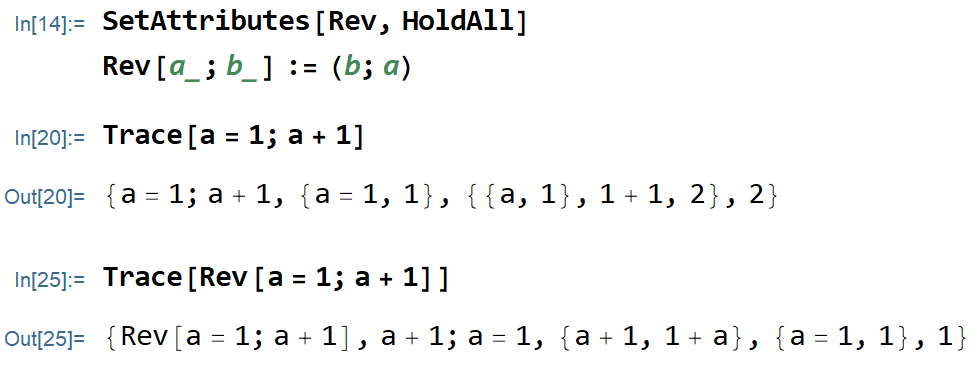 In[14]:= SetAttributes[Rev, HoldAll]
Rev[a_; b_] := (b; a)
In[20]:= Trace[a = 1; a + 1]
Out[20]= {a = 1; a + 1, {a = 1, 1}, {{a, 1}, 1 + 1, 2}, 2}
In[25]:= Trace[Rev[a = 1; a + 1]]
Out[25]= {Rev[a = 1; a + 1], a + 1; a = 1, {a + 1, 1 + a}, {a = 1, 1}, 1}